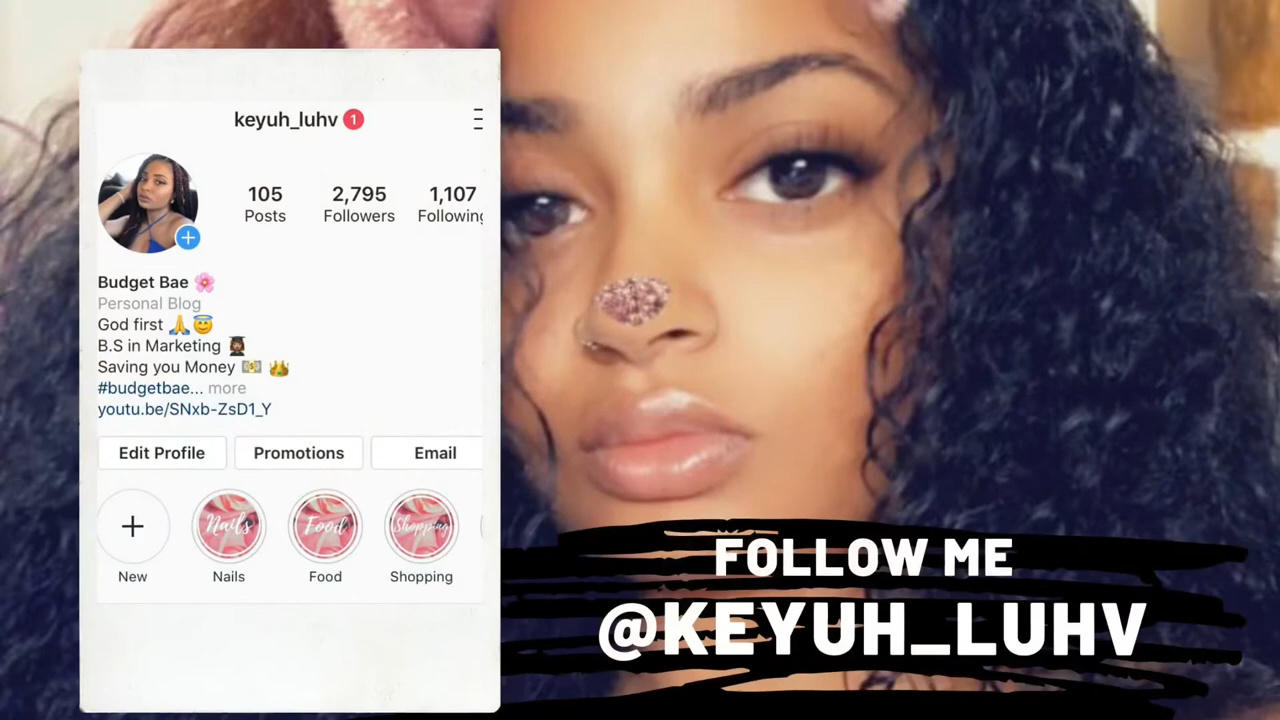 keyuh_luhv 1
105 2,795 1,107
Posts Followers Following
Budget Bae 🌸
Personal Blog
God first 🙏😇
B.S in Marketing 👩🏾‍🎓
Saving you Money 💵 👑
#budgetbae... more
youtu.be/SNxb-ZsD1_Y
Edit Profile Promotions Email
Nails Food Shopping
New Nails Food Shopping
FOLLOW ME
@KEYUH_LUHV